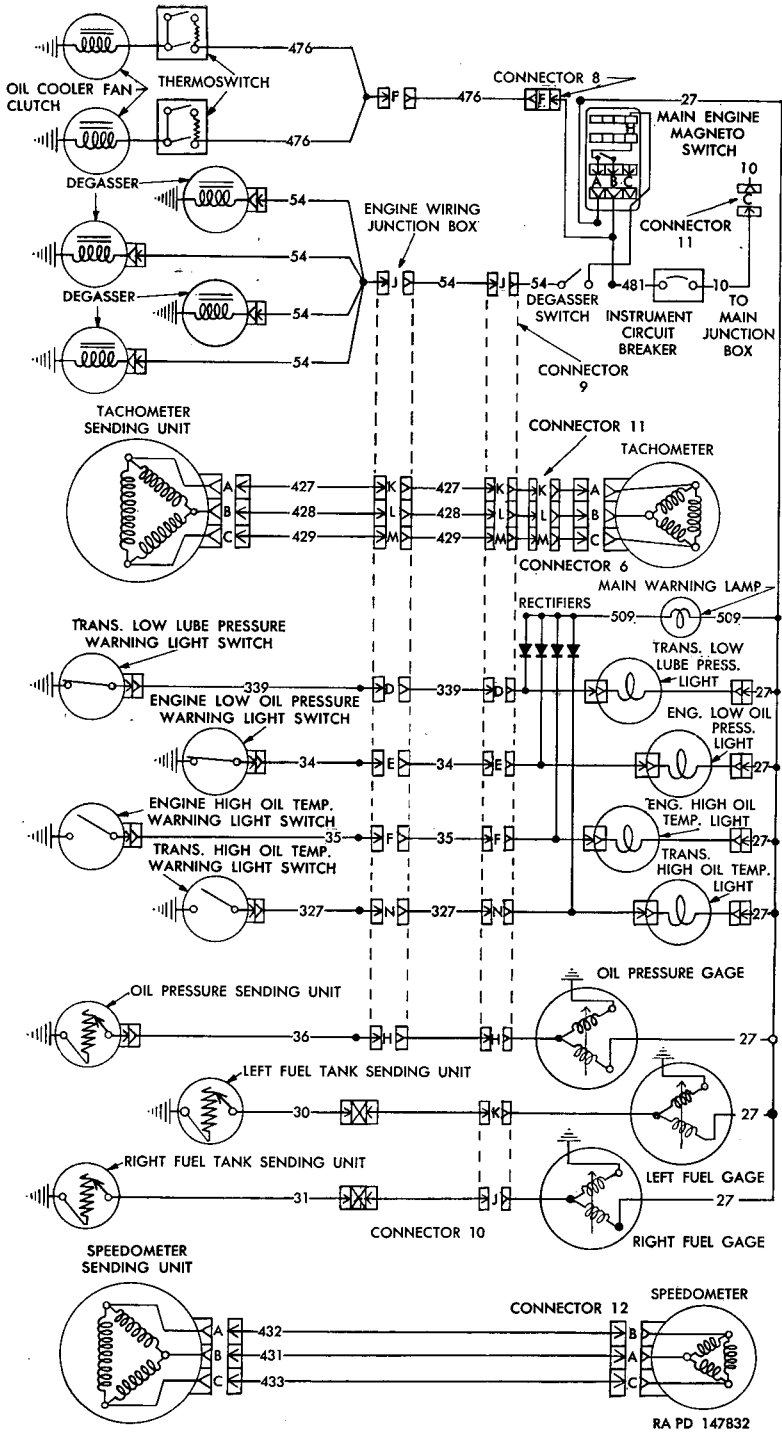 476
OIL COOLER FAN
CLUTCH
THERMOSWITCH
476
F
476
CONNECTOR 8
F
27
MAIN ENGINE
MAGNETO
SWITCH
A B C
10
C
CONNECTOR
11
DEGASSER
54
54
DEGASSER
54
54
ENGINE WIRING
JUNCTION BOX
J
54
J
54
DEGASSER
SWITCH
481
INSTRUMENT
CIRCUIT
BREAKER
10
TO
MAIN
JUNCTION
BOX
CONNECTOR
9
TACHOMETER
SENDING UNIT
CONNECTOR 11
TACHOMETER
A 427 K 427 K K A
B 428 L 428 L L B
C 429 M 429 M M C
CONNECTOR 6
MAIN WARNING LAMP
RECTIFIERS
509 509
TRANS. LOW LUBE PRESSURE
WARNING LIGHT SWITCH
TRANS. LOW
LUBE PRESS.
LIGHT
339 D 339 D 27
ENGINE LOW OIL PRESSURE
WARNING LIGHT SWITCH
ENG. LOW OIL
PRESS.
LIGHT
34 E 34 E 27
ENGINE HIGH OIL TEMP.
WARNING LIGHT SWITCH
ENG. HIGH OIL
TEMP. LIGHT
35 F 35 F 27
TRANS. HIGH OIL TEMP.
WARNING LIGHT SWITCH
TRANS.
HIGH OIL TEMP.
LIGHT
327 N 327 N 27
OIL PRESSURE SENDING UNIT
OIL PRESSURE GAGE
36 H H 27
LEFT FUEL TANK SENDING UNIT
30 K 27
LEFT FUEL GAGE
RIGHT FUEL TANK SENDING UNIT
31 J 27
CONNECTOR 10
RIGHT FUEL GAGE
SPEEDOMETER
SENDING UNIT
CONNECTOR 12
SPEEDOMETER
A 432 B
B 431 A
C 433 C
RA PD 147832